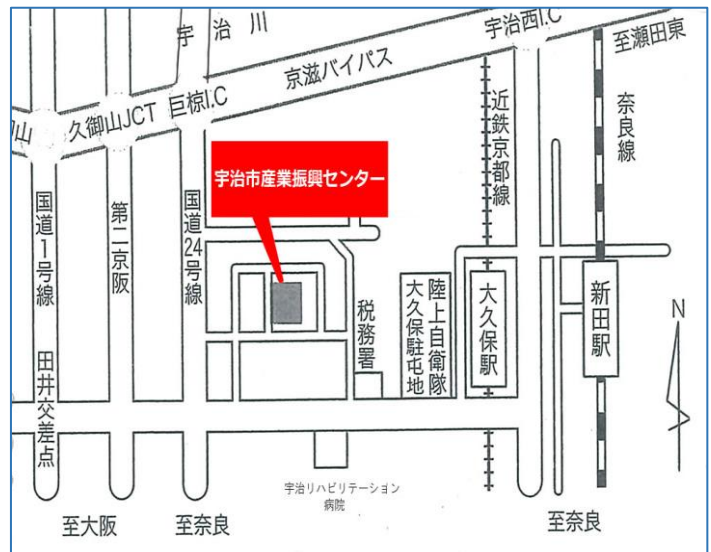 宇治川
宇治西I.C
至瀬田東
京滋バイパス
巨椋I.C
久御山JCT
御山
奈良線
近鉄京都線
宇治市産業振興センター
国道1号線
第二京阪
国道24号線
税務署
陸上自衛隊
大久保駐屯地
大久保駅
新田駅
N
田井交差点
宇治リハビリテーション
病院
至大阪
至奈良
至奈良